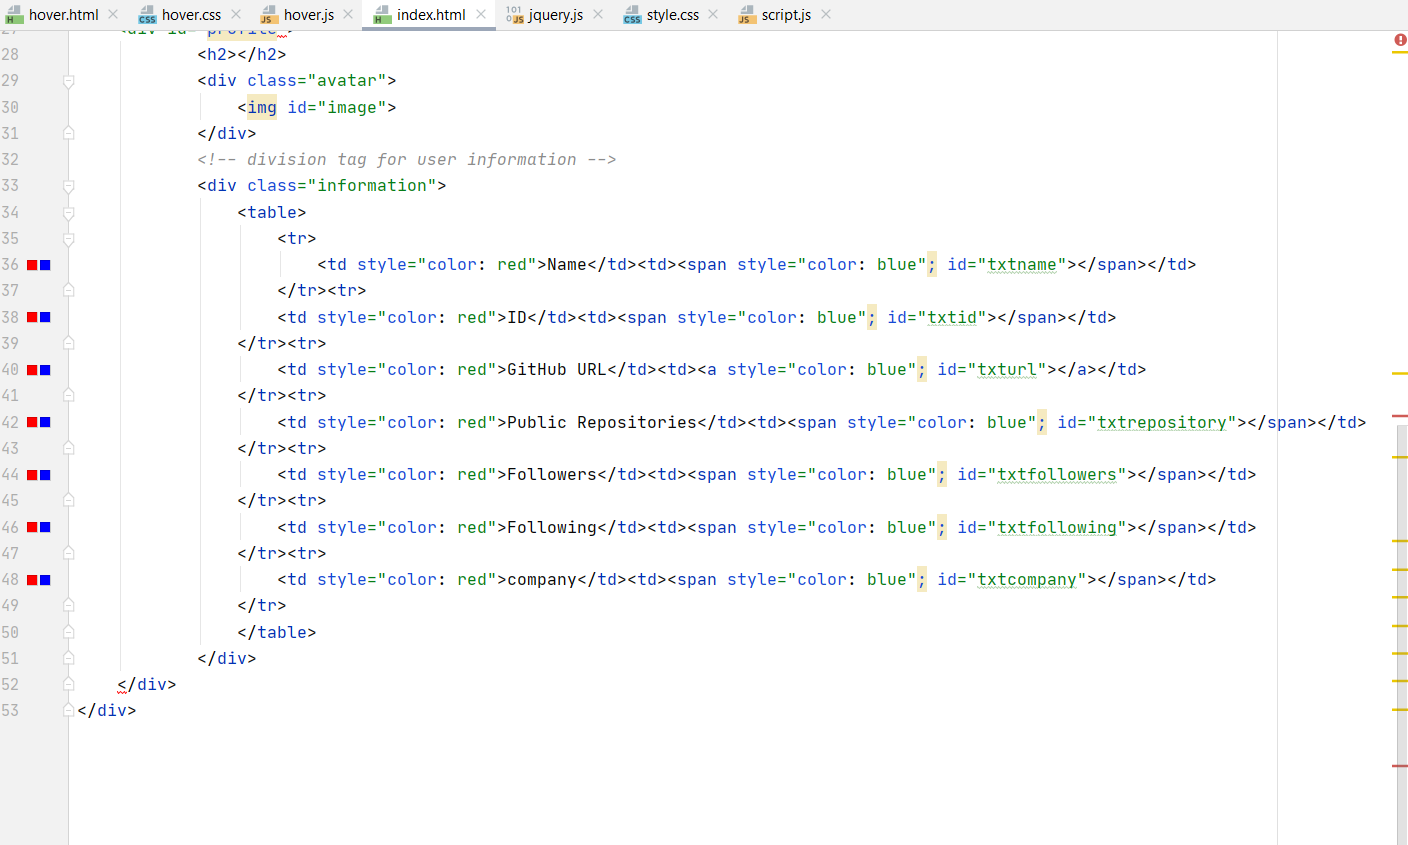 hover.html hover.css hover.js index.html jquery.js style.css script.js
27 <div id="profile">
28 <h2></h2>
29 <div class="avatar">
30 <img id="image">
31 </div>
32 <!-- division tag for user information -->
33 <div class="information">
34 <table>
35 <tr>
36 <td style="color: red">Name</td><td><span style="color: blue"; id="txtname"></span></td>
37 </tr><tr>
38 <td style="color: red">ID</td><td><span style="color: blue"; id="txtid"></span></td>
39 </tr><tr>
40 <td style="color: red">GitHub URL</td><td><a style="color: blue"; id="txturl"></a></td>
41 </tr><tr>
42 <td style="color: red">Public Repositories</td><td><span style="color: blue"; id="txtrepository"></span></td>
43 </tr><tr>
44 <td style="color: red">Followers</td><td><span style="color: blue"; id="txtfollowers"></span></td>
45 </tr><tr>
46 <td style="color: red">Following</td><td><span style="color: blue"; id="txtfollowing"></span></td>
47 </tr><tr>
48 <td style="color: red">company</td><td><span style="color: blue"; id="txtcompany"></span></td>
49 </tr>
50 </table>
51 </div>
52 </div>
53 </div>